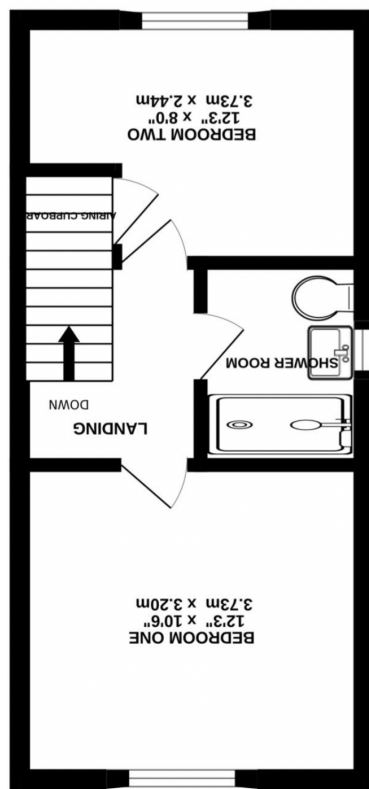 BEDROOM ONE
12'3" x 10'6"
3.73m x 3.20m
LANDING
DOWN
SHOWER ROOM
AIRING CUPBOARD
BEDROOM TWO
12'3" x 8'0"
3.73m x 2.44m